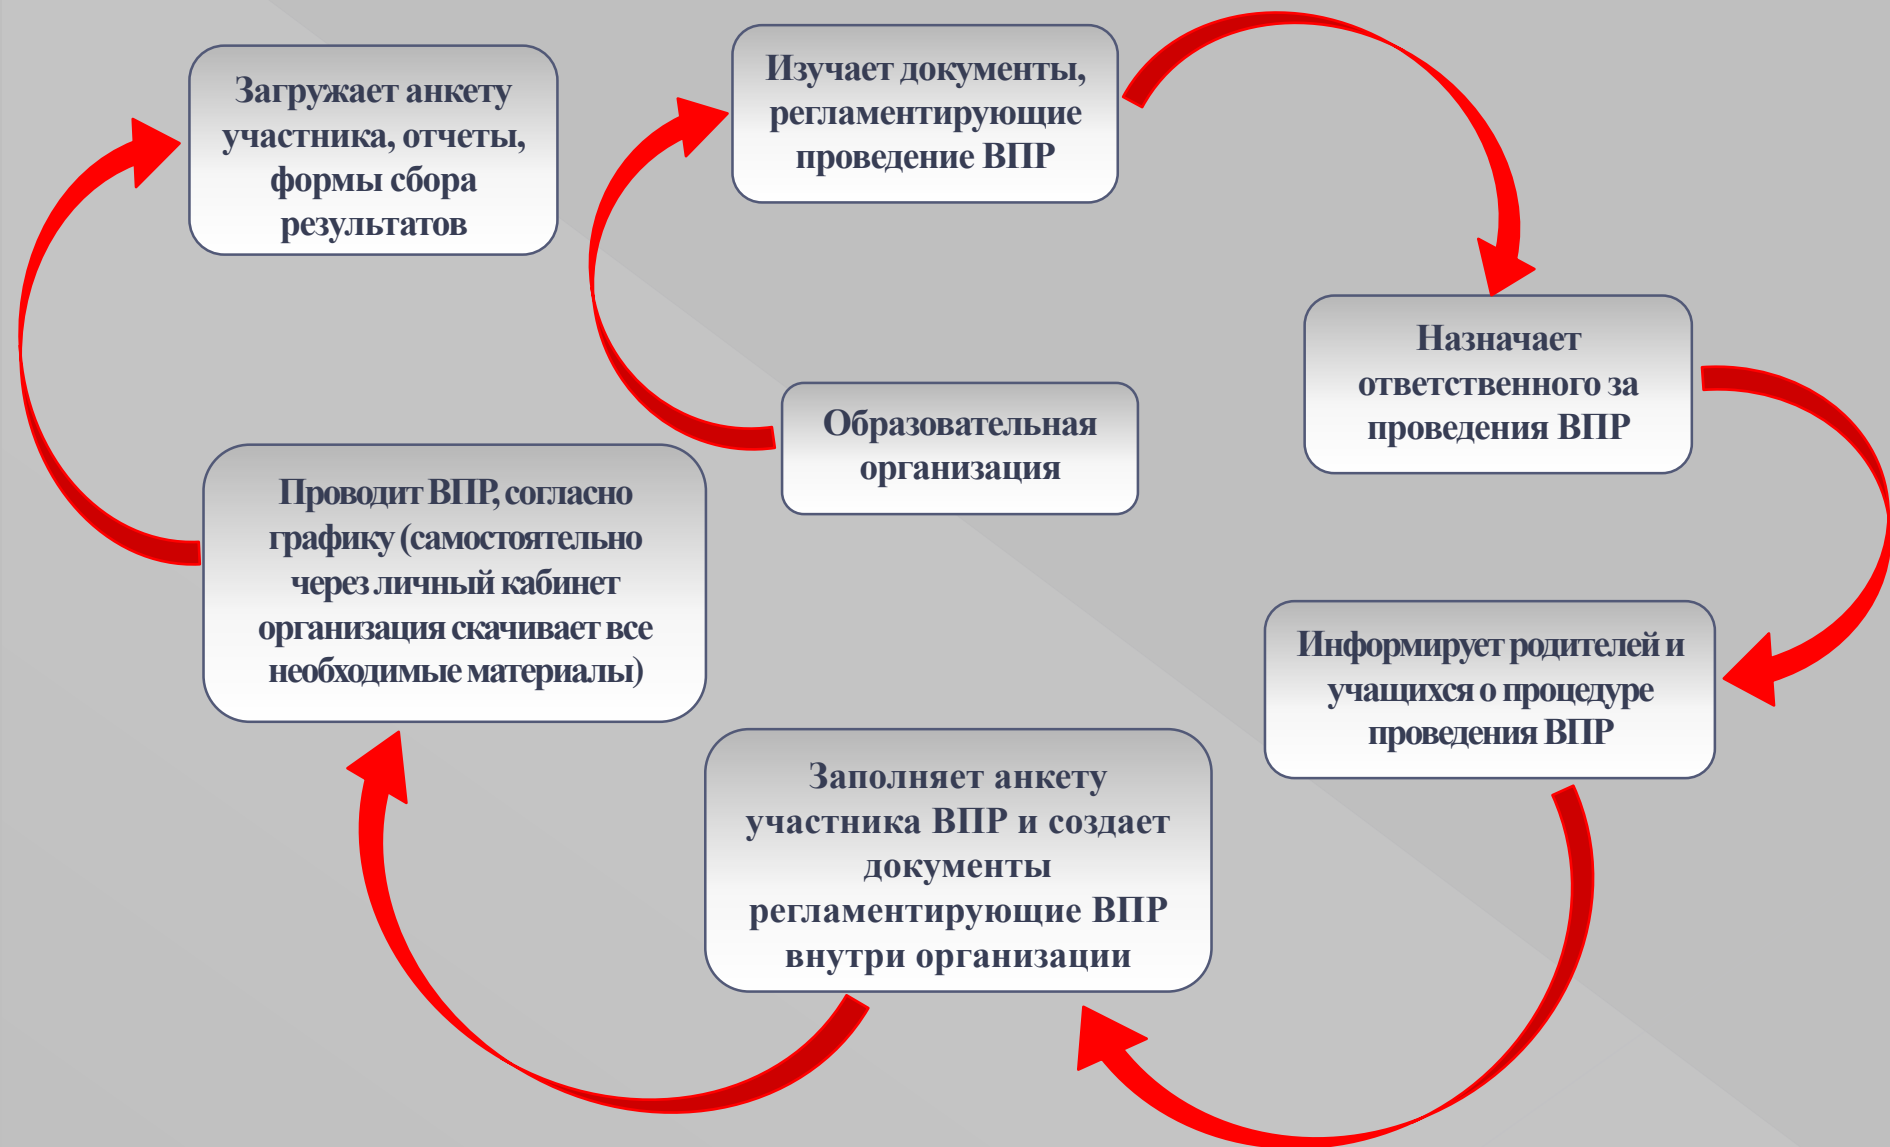 Загружает анкету
участника, отчеты,
формы сбора
результатов
Изучает документы,
регламентирующие
проведение ВПР
Назначает
ответственного за
проведения ВПР
Образовательная
организация
Проводит ВПР, согласно
графику (самостоятельно
через личный кабинет
организация скачивает все
необходимые материалы)
Информирует родителей и
учащихся о процедуре
проведения ВПР
Заполняет анкету
участника ВПР и создает
документы
регламентирующие ВПР
внутри организации